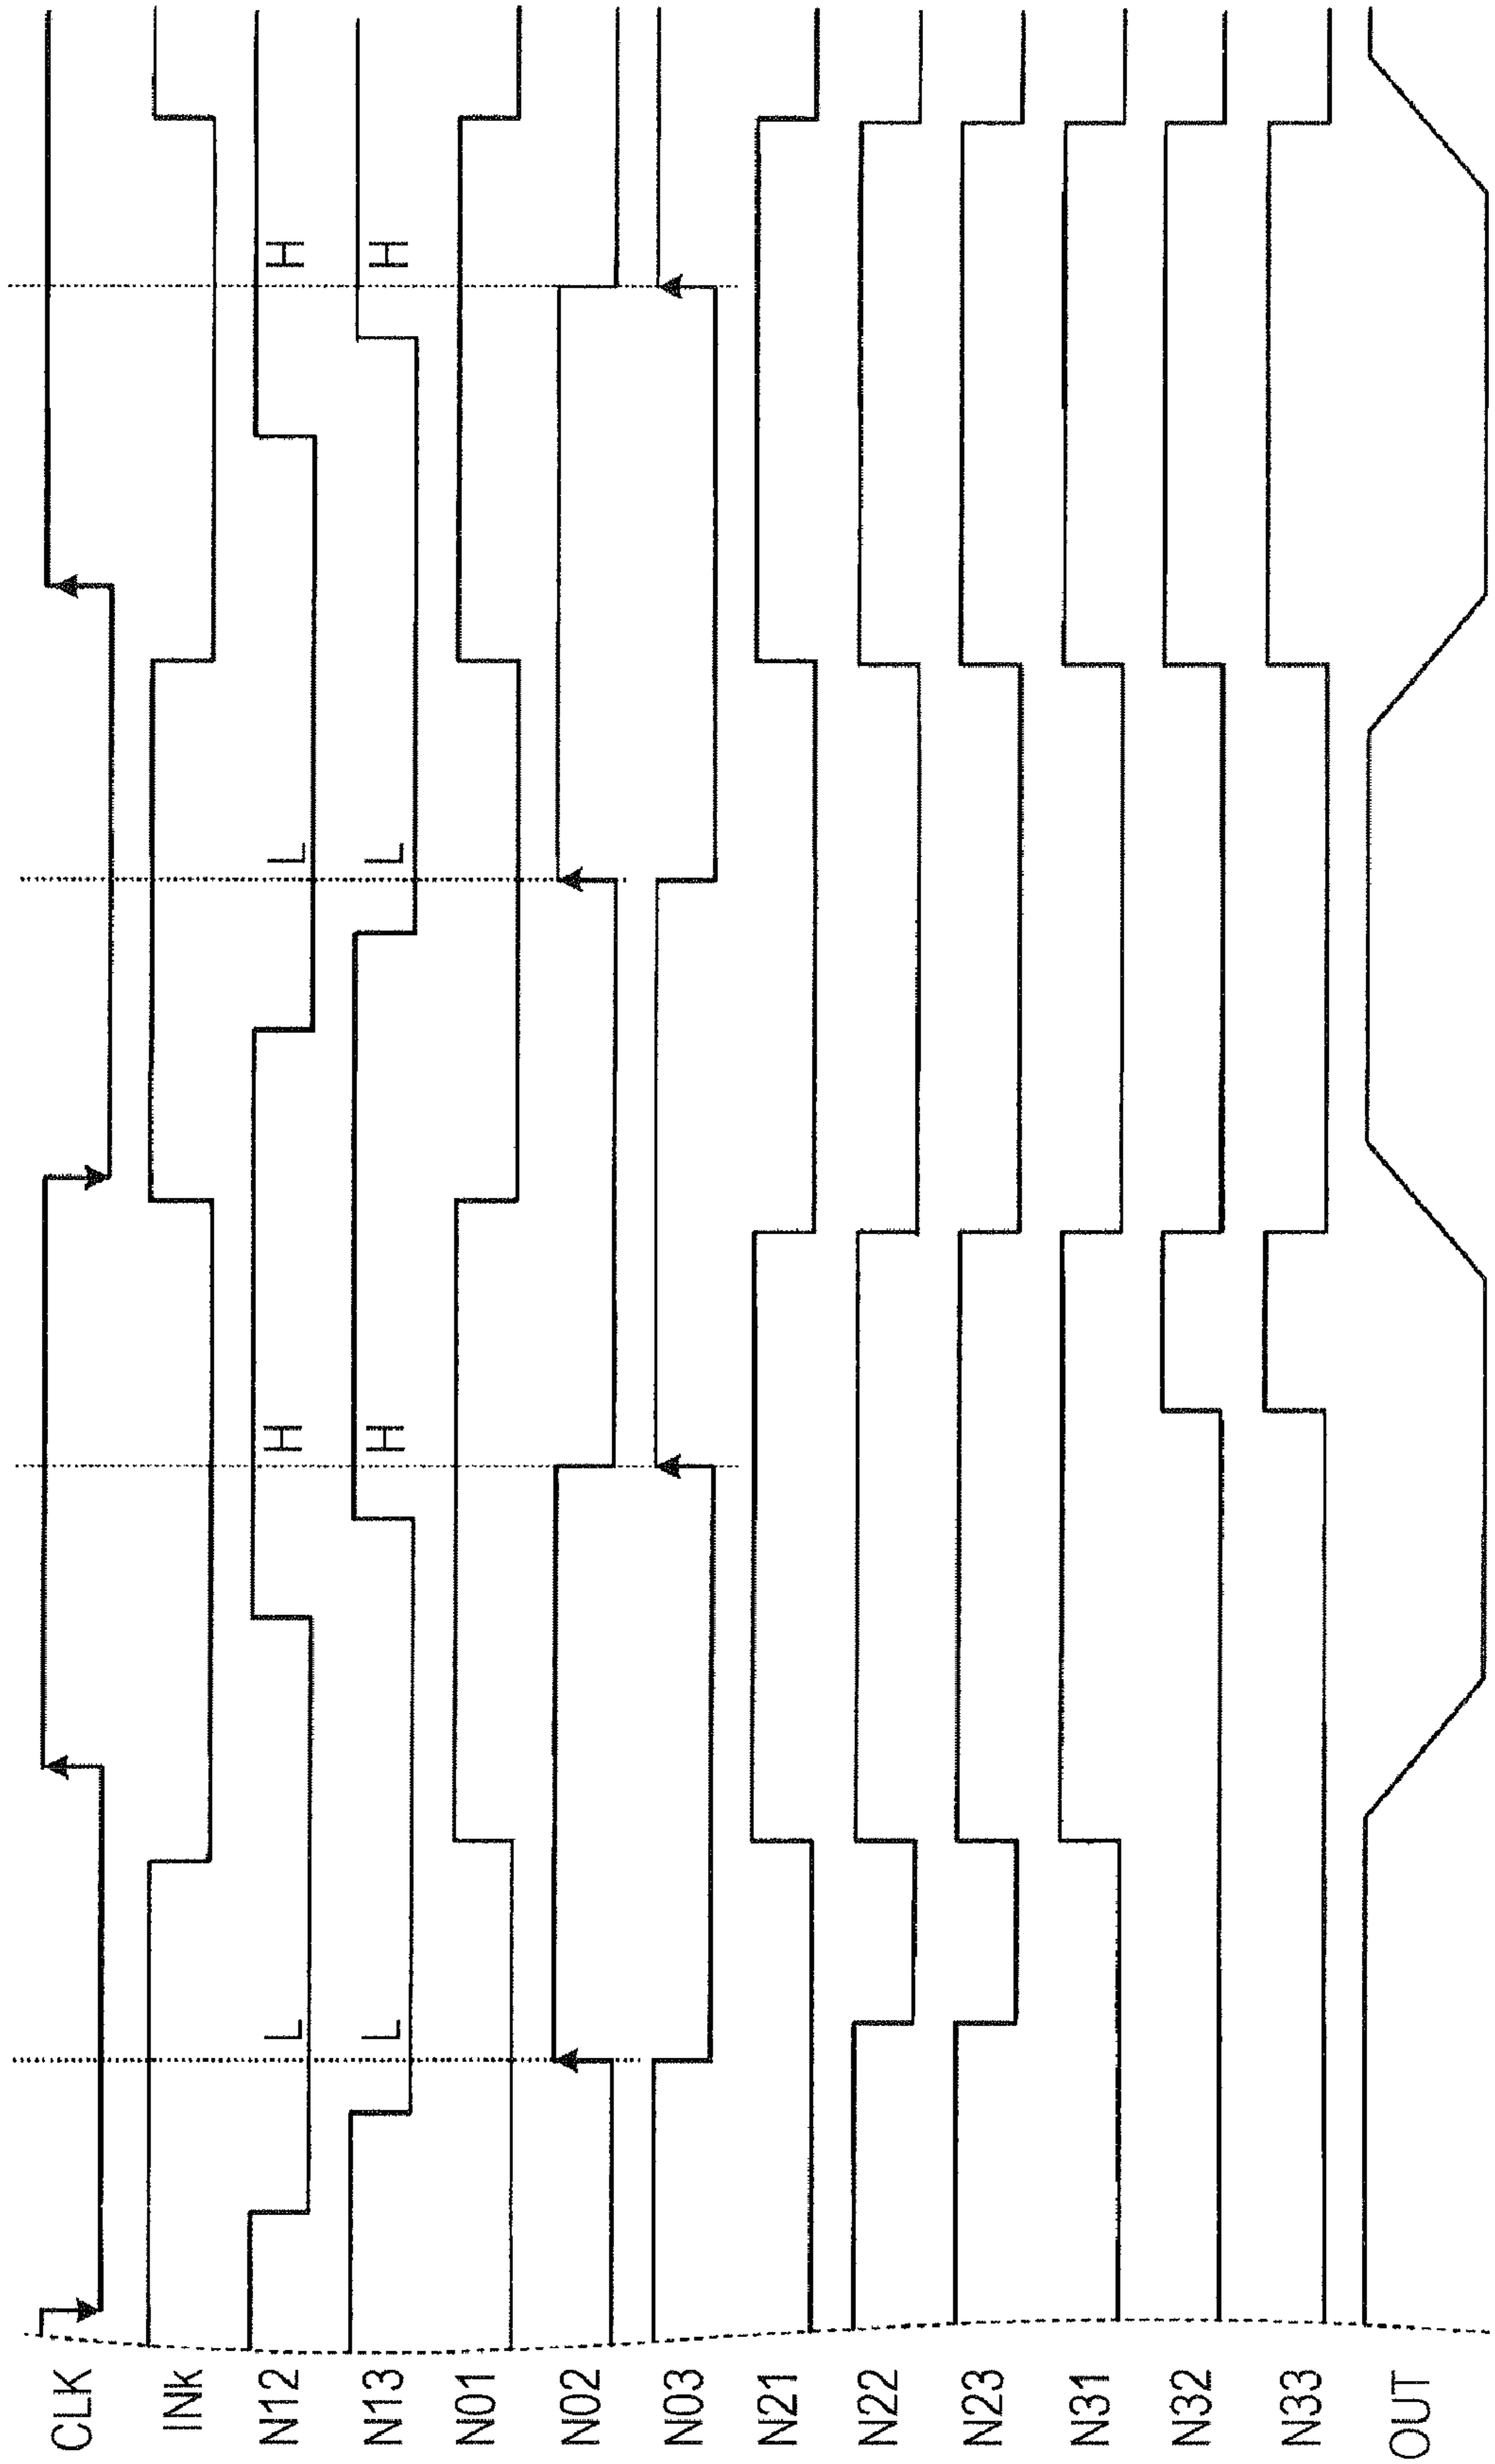 CLK
INk
N12 L H L H
N13 L H L H
N01
N02
N03
N21
N22
N23
N31
N32
N33
OUT